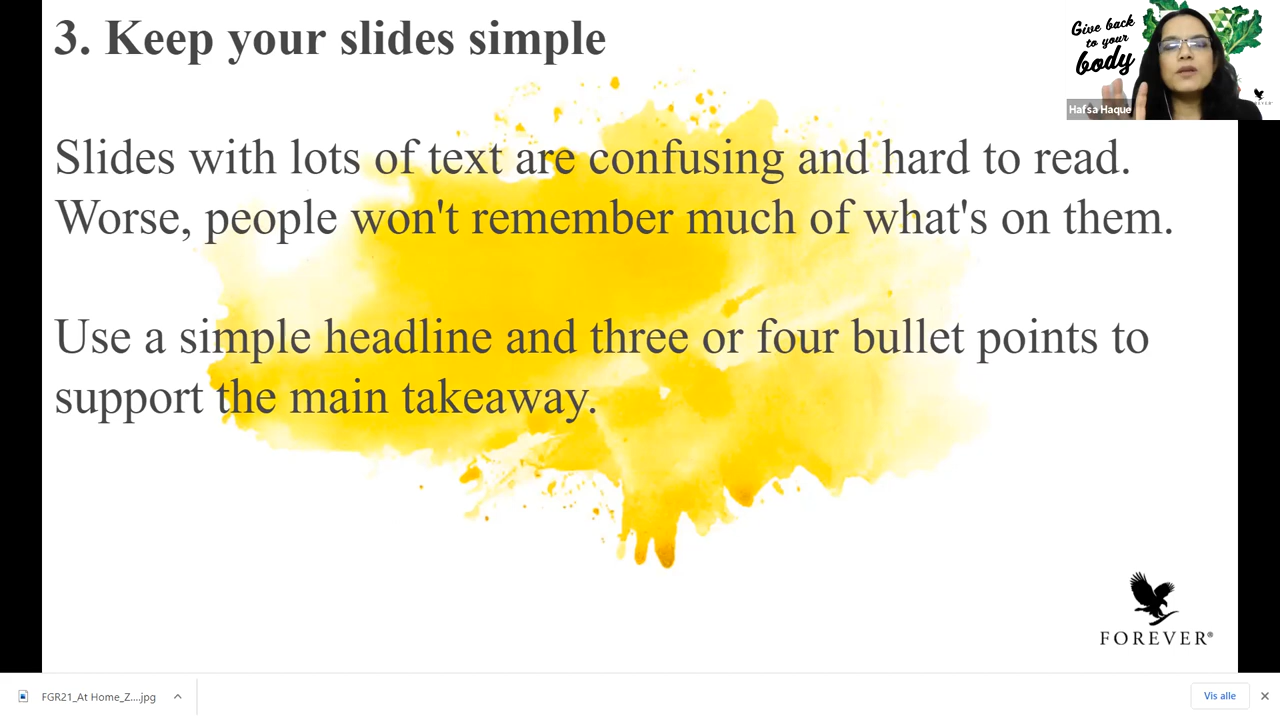 3. Keep your slides simple
Give back
to your
body
Hafsa Haque
Slides with lots of text are confusing and hard to read.
Worse, people won't remember much of what's on them.
Use a simple headline and three or four bullet points to
support the main takeaway.
FOREVER®
FGR21_At Home_Z....jpg
Vis alle